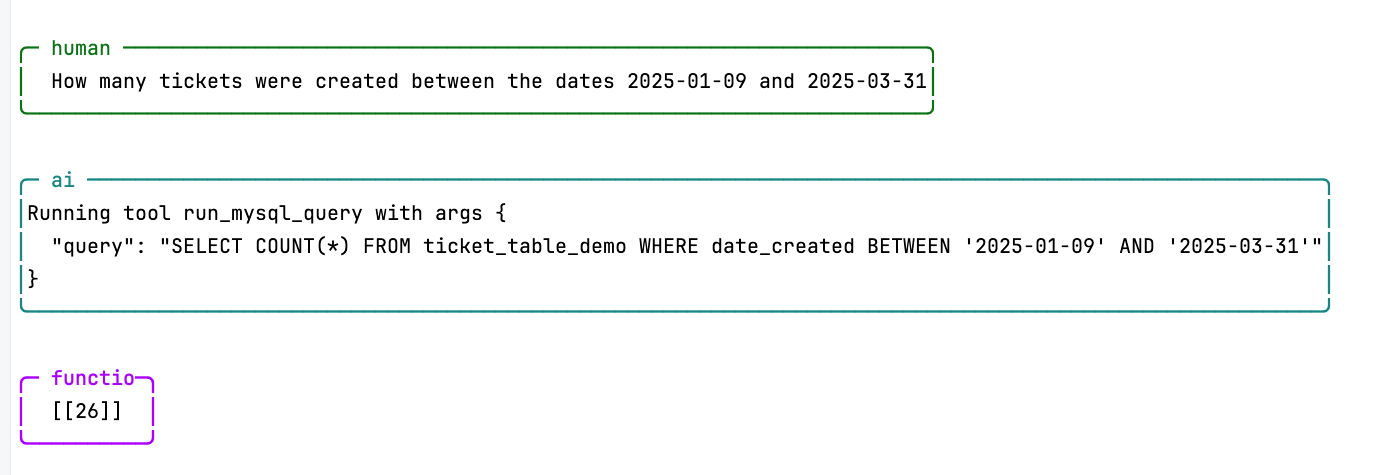 human
How many tickets were created between the dates 2025-01-09 and 2025-03-31
ai
Running tool run_mysql_query with args {
"query": "SELECT COUNT(*) FROM ticket_table_demo WHERE date_created BETWEEN '2025-01-09' AND '2025-03-31'"
}
functio
[[26]]